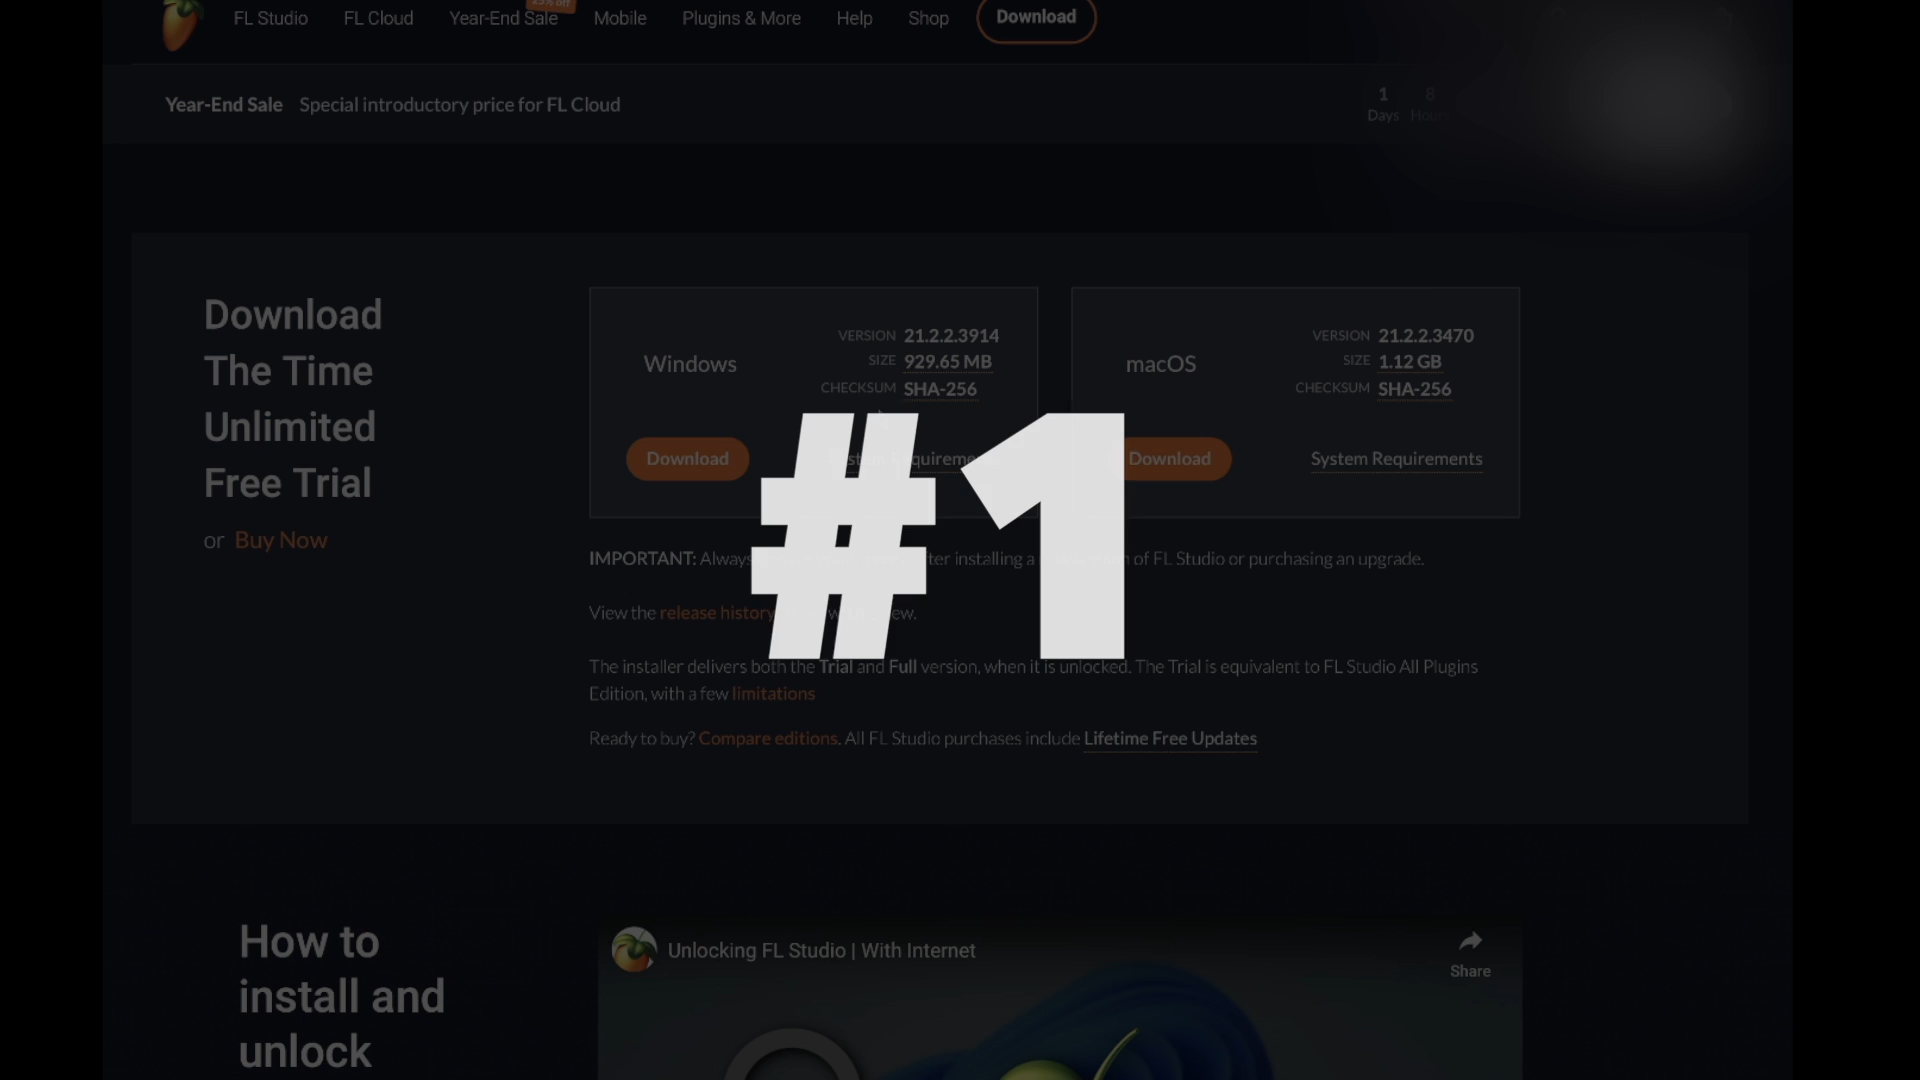 25% off
FL Studio FL Cloud Year-End Sale Mobile Plugins & More Help Shop Download
Year-End Sale Special introductory price for FL Cloud
1 8
Days Hours
Download
The Time
Unlimited
Free Trial
or Buy Now
Windows
VERSION 21.2.2.3914
SIZE 929.65 MB
CHECKSUM SHA-256
Download
macOS
VERSION 21.2.2.3470
SIZE 1.12 GB
CHECKSUM SHA-256
Download System Requirements
#1
IMPORTANT: Always installing a of FL Studio or purchasing an upgrade.
View the release history
The installer delivers both the Trial and Full version, when it is unlocked. The Trial is equivalent to FL Studio All Plugins
Edition, with a few limitations
Ready to buy? Compare editions. All FL Studio purchases include Lifetime Free Updates
How to
install and
unlock
Unlocking FL Studio | With Internet
Share